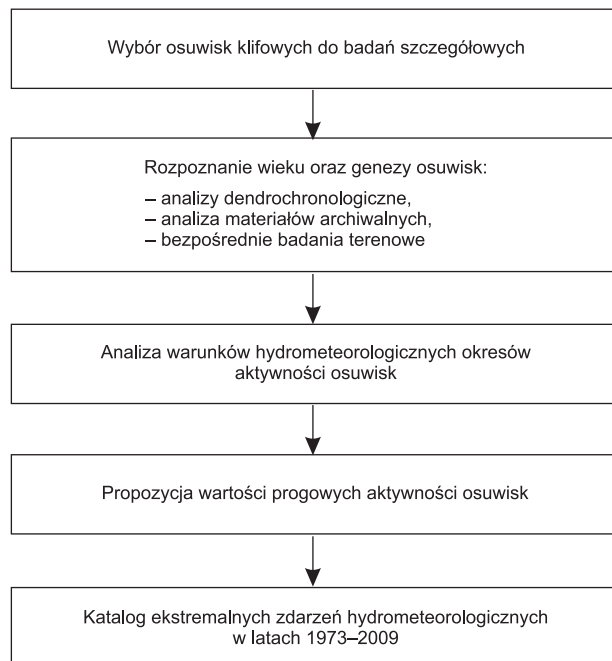 Wybór osuwisk klifowych do badań szczegółowych
Rozpoznanie wieku oraz genezy osuwisk:
– analizy dendrochronologiczne,
– analiza materiałów archiwalnych,
– bezpośrednie badania terenowe
Analiza warunków hydrometeorologicznych okresów
aktywności osuwisk
Propozycja wartości progowych aktywności osuwisk
Katalog ekstremalnych zdarzeń hydrometeorologicznych
w latach 1973–2009